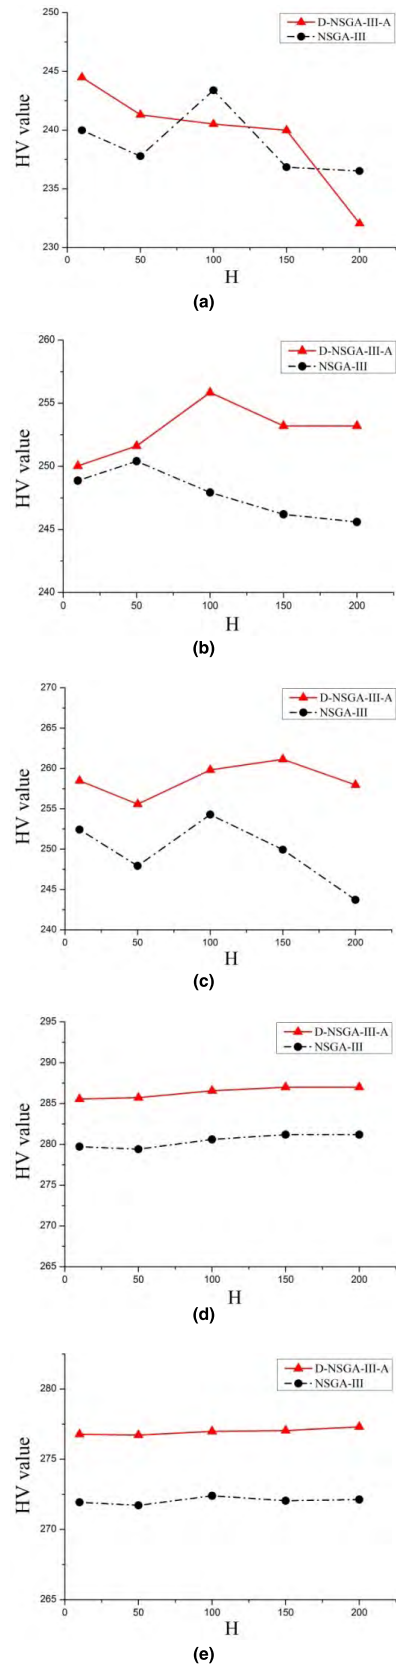 250
245
240
235
230
HV value
D-NSGA-III-A
NSGA-III
0 50 100 150 200
H
(a)
260
255
250
245
240
HV value
D-NSGA-III-A
NSGA-III
0 50 100 150 200
H
(b)
270
265
260
255
250
245
240
HV value
D-NSGA-III-A
NSGA-III
0 50 100 150 200
H
(c)
295
290
285
280
275
270
265
HV value
D-NSGA-III-A
NSGA-III
0 50 100 150 200
H
(d)
280
275
270
265
HV value
D-NSGA-III-A
NSGA-III
0 50 100 150 200
H
(e)